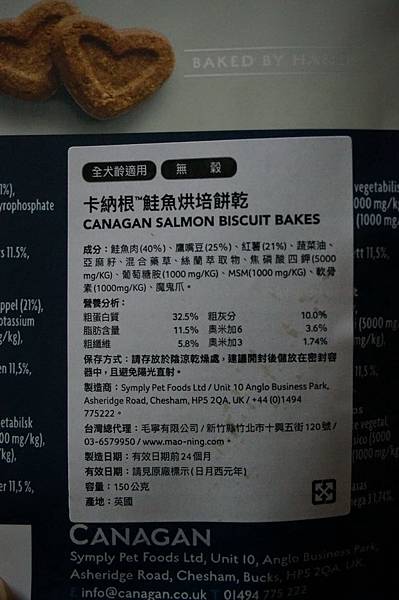 BAKED BY HAND
全犬齡適用 無 穀
卡納根™鮭魚烘培餅乾
CANAGAN SALMON BISCUIT BAKES
成分：鮭魚肉(40%)、鷹嘴豆(25%)、紅薯(21%)、蔬菜油、
亞麻籽、混合藥草、絲蘭萃取物、焦磷酸四鉀(5000
mg/KG)、葡萄糖胺(1000 mg/KG)、MSM(1000 mg/KG)、軟骨
素(1000mg/KG)、魔鬼爪。
營養分析：
粗蛋白質 32.5% 粗灰分 10.0%
脂肪含量 11.5% 奧米加6 3.6%
粗纖維 5.8% 奧米加3 1.74%
保存方式：請存放於陰涼乾燥處，建議開封後儲放在密封容
器中，且避免陽光直射。
製造商：Symply Pet Foods Ltd / Unit 10 Anglo Business Park,
Asheridge Road, Chesham, HP5 2QA, UK / +44 (0)1494
775222。
台灣總代理：毛寧有限公司 / 新竹縣竹北市十興五街120號 /
03-6579950 / www.mao-ning.com。
製造日期：有效日期前24個月
有效日期：請見原廠標示(日月西元年)
容量：150公克
產地：英國
CANAGAN
Symply Pet Foods Ltd, Unit 10, Anglo Business Park,
Asheridge Road, Chesham, Bucks, HP5 2QA, UK
E info@canagan.co.uk T 01494 775 222